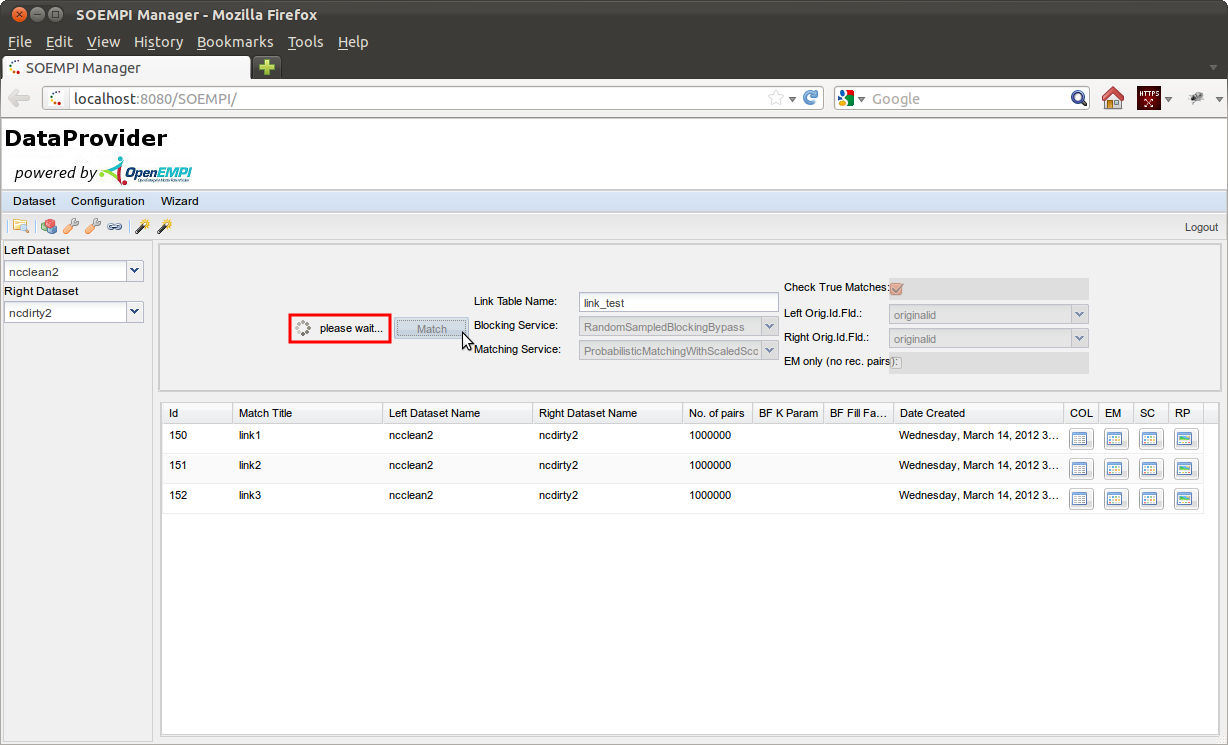 SOEMPI Manager - Mozilla Firefox
File Edit View History Bookmarks Tools Help
SOEMPI Manager
localhost:8080/SOEMPI/
Google
HTTPS
DataProvider
powered by OpenEMPI
Dataset Configuration Wizard
Logout
Left Dataset
ncclean2
Right Dataset
ncdirty2
please wait...
Match
Link Table Name: link_test
Blocking Service: RandomSampledBlockingBypass
Matching Service: ProbabilisticMatchingWithScaledSco
Check True Matches:
Left Orig.Id.Fld.: originalid
Right Orig.Id.Fld.: originalid
EM only (no rec. pairs):
Id Match Title Left Dataset Name Right Dataset Name No. of pairs BF K Param BF Fill Fa... Date Created COL EM SC RP
150 link1 ncclean2 ncdirty2 1000000 Wednesday, March 14, 2012 3...
151 link2 ncclean2 ncdirty2 1000000 Wednesday, March 14, 2012 3...
152 link3 ncclean2 ncdirty2 1000000 Wednesday, March 14, 2012 3...